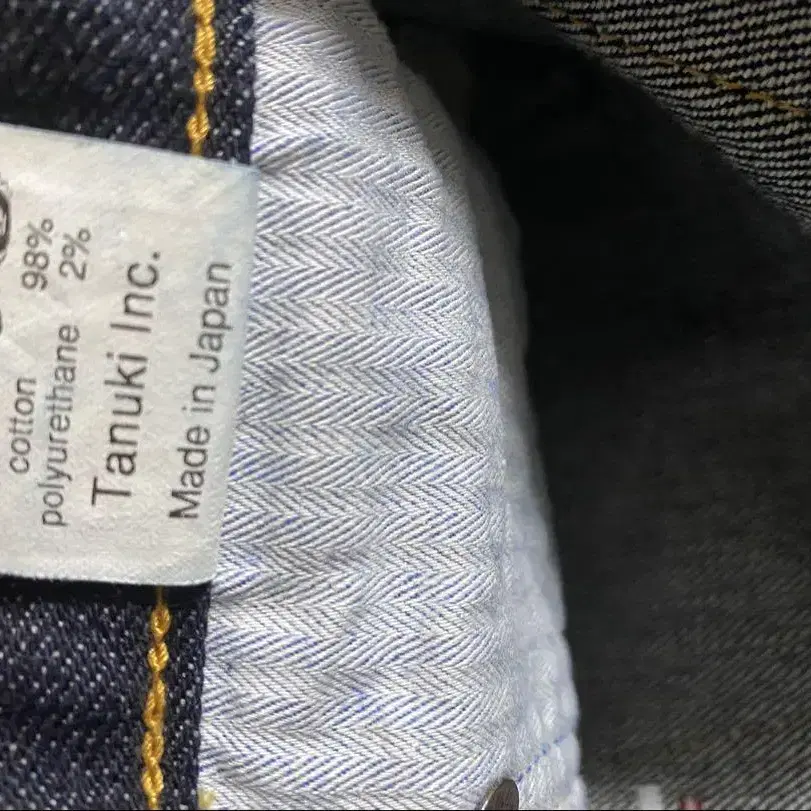 cotton 98%
polyurethane 2%
Tanuki Inc.
Made in Japan